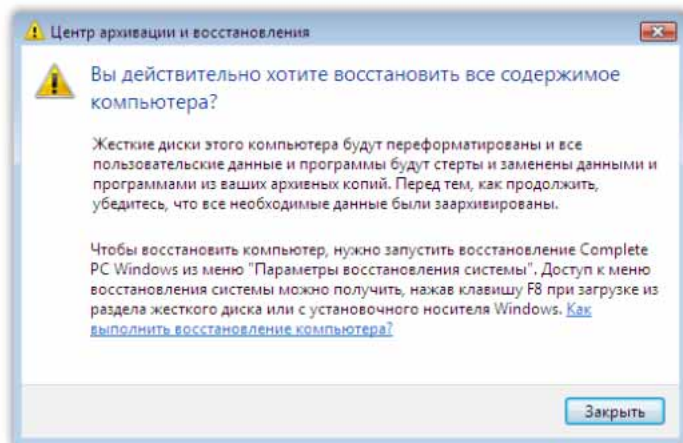 Центр архивации и восстановления
Вы действительно хотите восстановить все содержимое
компьютера?
Жесткие диски этого компьютера будут переформатированы и все
пользовательские данные и программы будут стерты и заменены данными и
программами из ваших архивных копий. Перед тем, как продолжить,
убедитесь, что все необходимые данные были заархивированы.
Чтобы восстановить компьютер, нужно запустить восстановление Complete
PC Windows из меню "Параметры восстановления системы". Доступ к меню
восстановления системы можно получить, нажав клавишу F8 при загрузке из
раздела жесткого диска или с установочного носителя Windows. Как
выполнить восстановление компьютера?
Закрыть